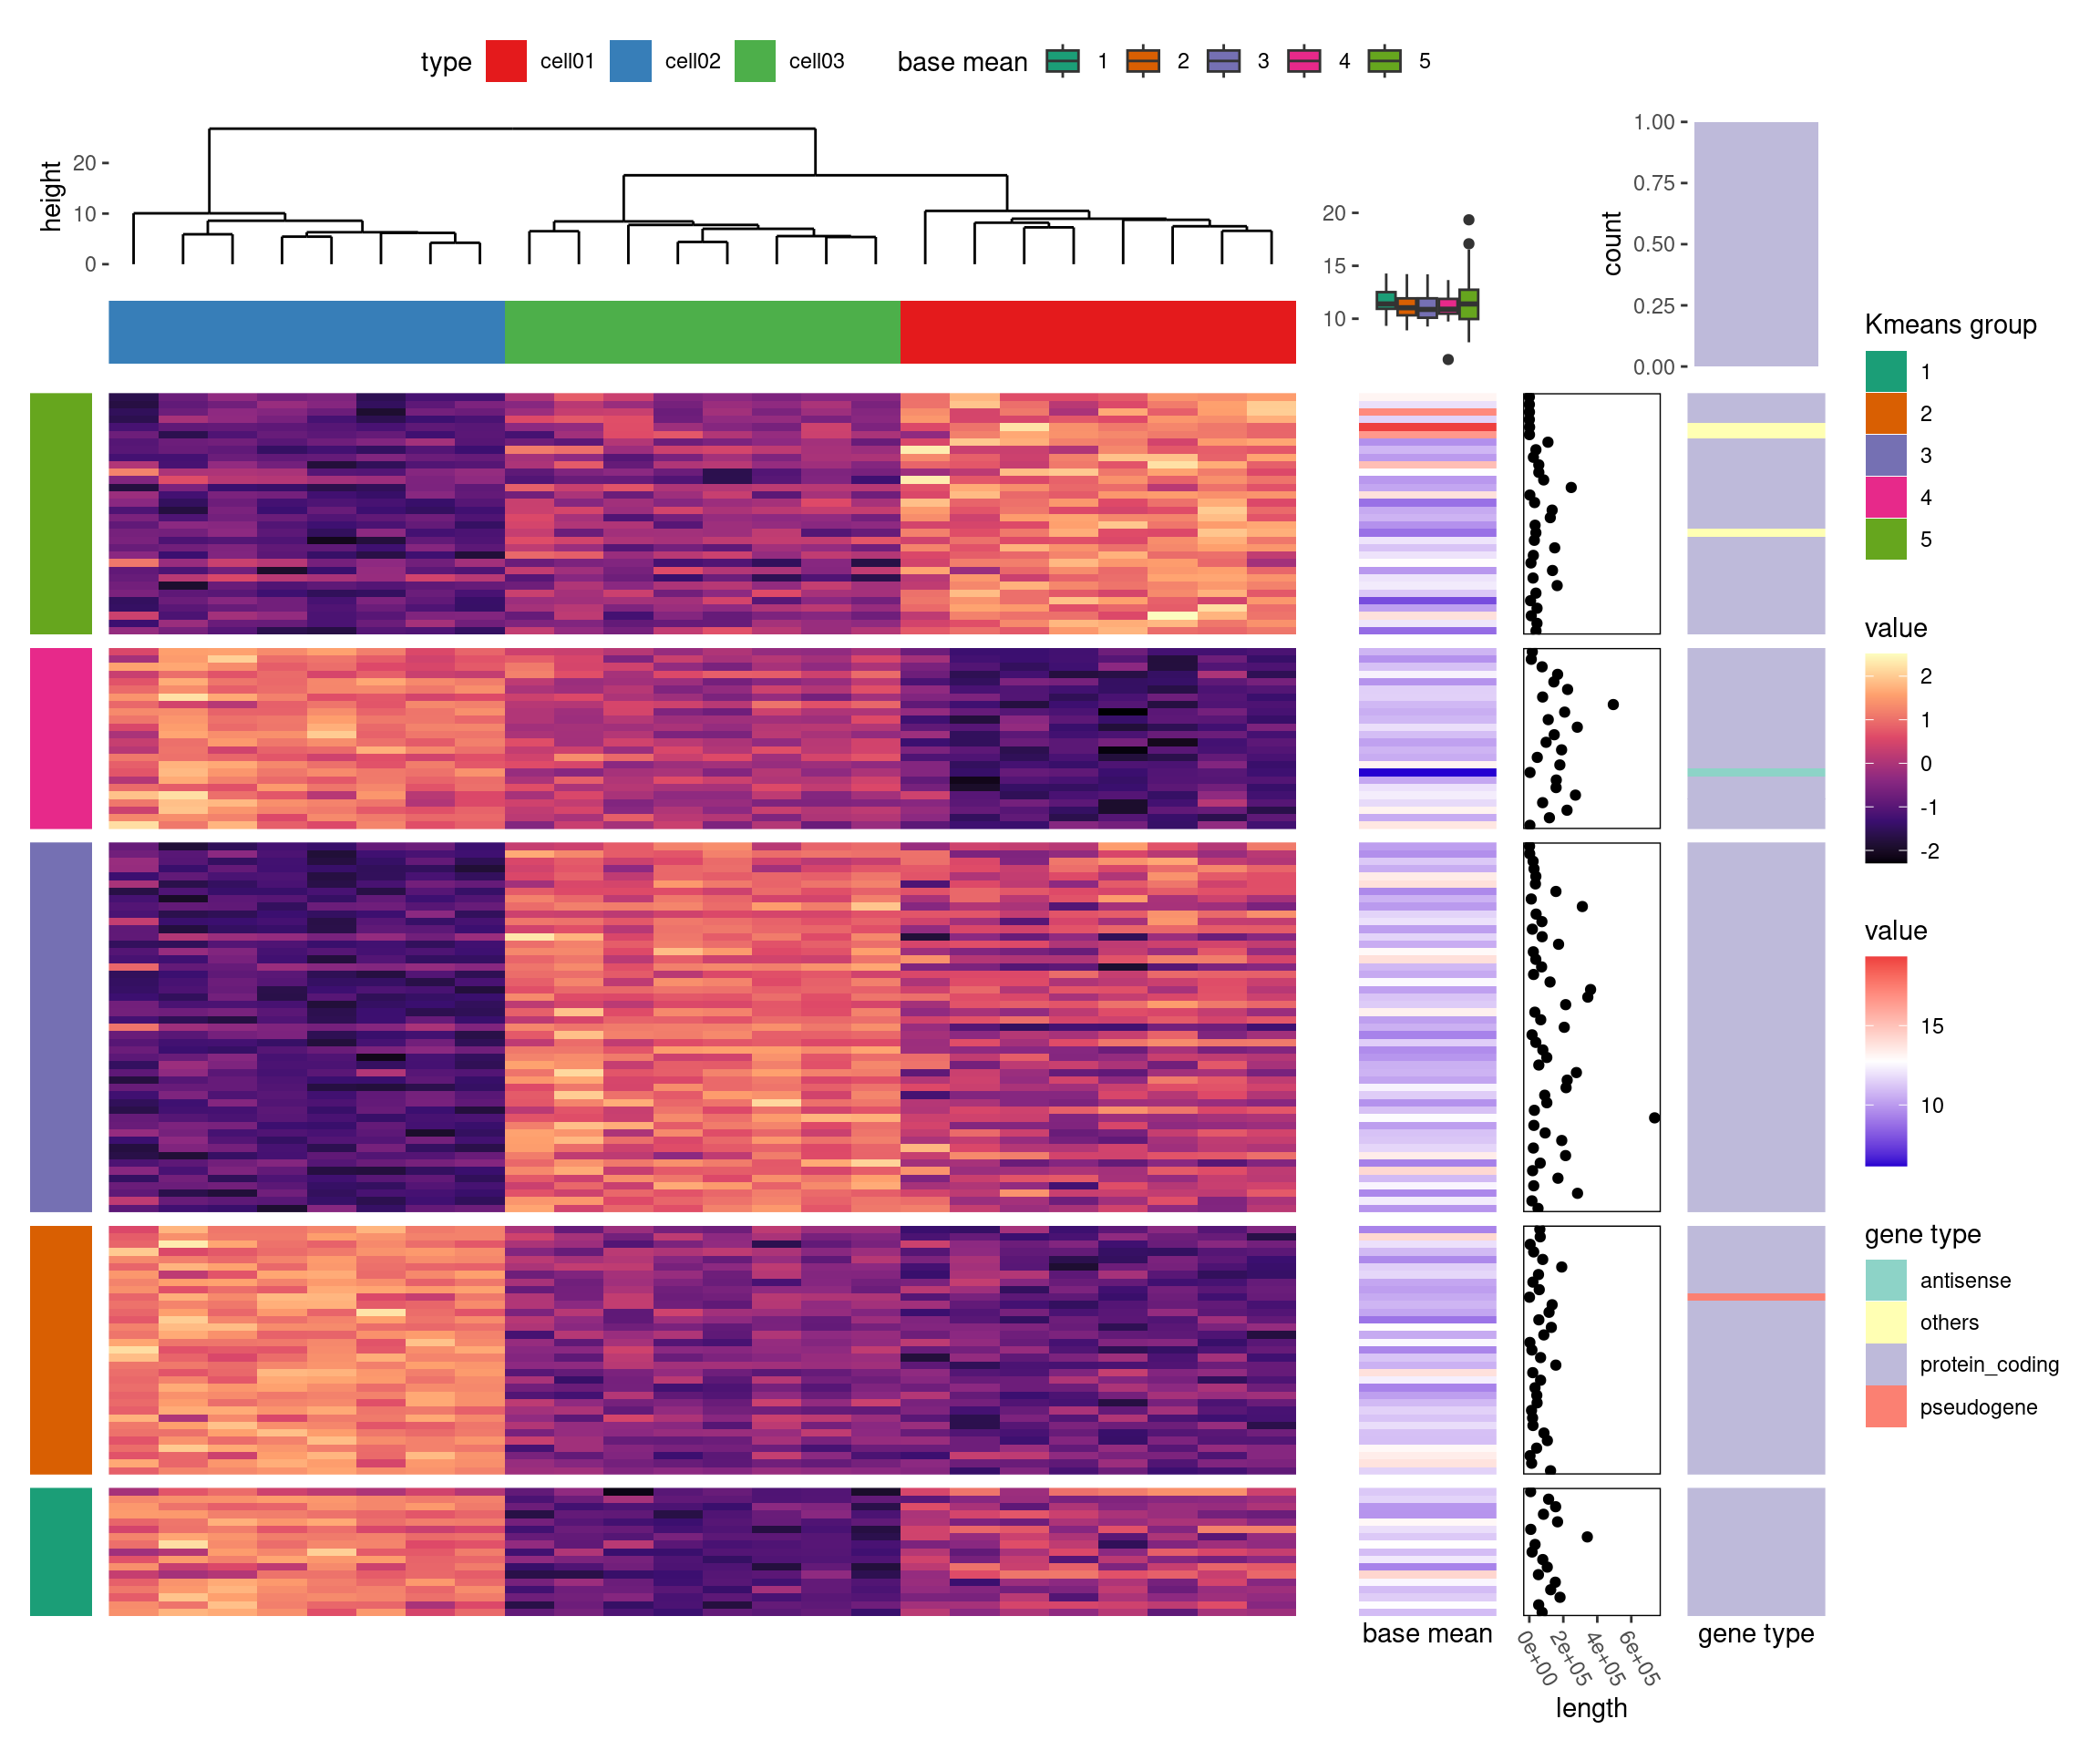 type cell01 cell02 cell03 base mean 1 2 3 4 5
height
20
10
0
20
15
10
count
1.00
0.75
0.50
0.25
0.00
Kmeans group
1
2
3
4
5
value
2
1
0
-1
-2
value
15
10
gene type
antisense
others
protein_coding
pseudogene
base mean
0e+00 2e+05 4e+05 6e+05
length
gene type